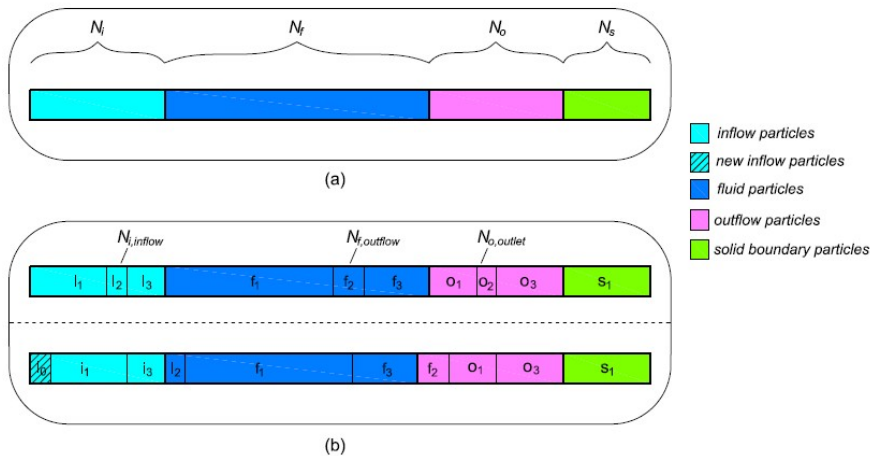 Ni Nf No Ns
(a)
inflow particles
new inflow particles
fluid particles
outflow particles
solid boundary particles
Ni,inflow Nf,outflow No,outlet
I1 I2 I3 f1 f2 f3 o1 o2 o3 s1
I0 i1 i3 I2 f1 f3 f2 o1 o3 s1
(b)